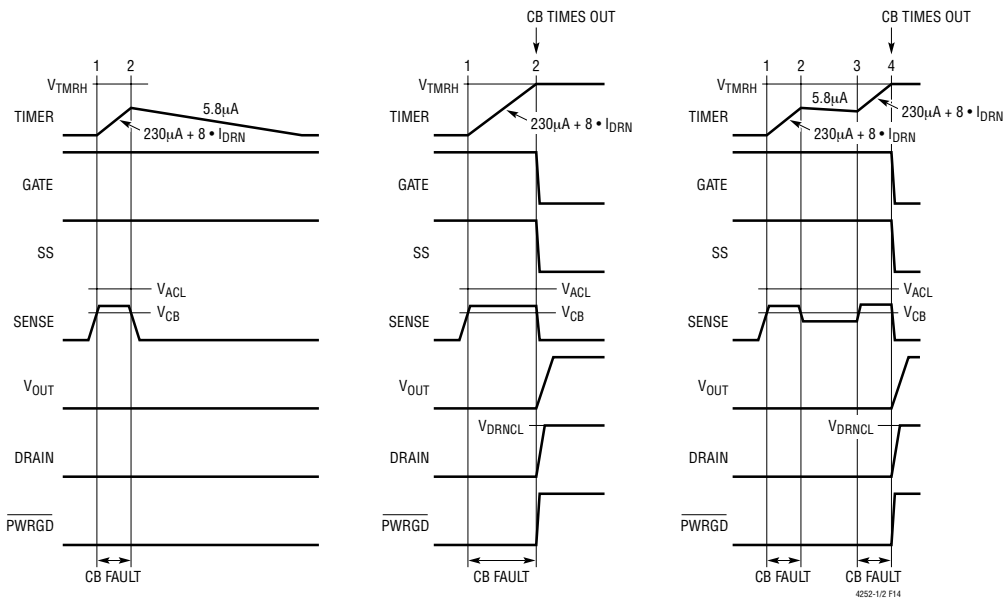 CB TIMES OUT
1 2
VTMRH
TIMER
5.8µA
230µA + 8 • IDRN
GATE
SS
VACL
VCB
SENSE
VOUT
DRAIN
PWRGD
CB FAULT
CB TIMES OUT
1 2
VTMRH
TIMER
230µA + 8 • IDRN
GATE
SS
VACL
VCB
SENSE
VOUT
VDRNCL
DRAIN
PWRGD
CB FAULT
1 2 3 4
VTMRH
TIMER
5.8µA
230µA + 8 • IDRN
230µA + 8 • IDRN
GATE
SS
VACL
VCB
SENSE
VOUT
VDRNCL
DRAIN
PWRGD
CB FAULT CB FAULT
4252-1/2 F14